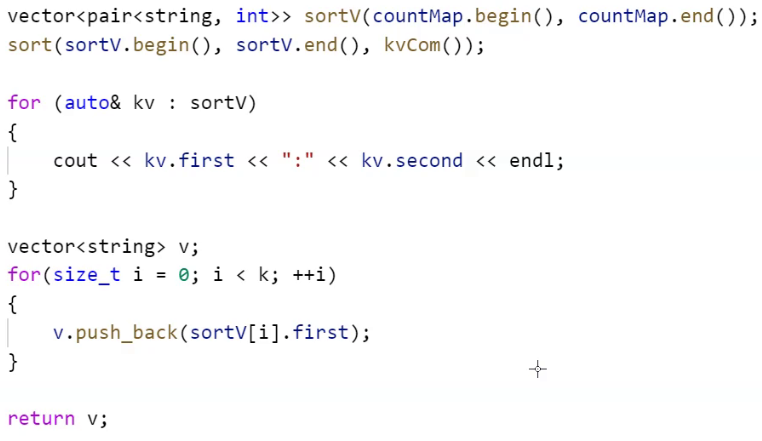 vector<pair<string, int>> sortV(countMap.begin(), countMap.end());
sort(sortV.begin(), sortV.end(), kvCom());

for (auto& kv : sortV)
{
    cout << kv.first << ":" << kv.second << endl;
}

vector<string> v;
for(size_t i = 0; i < k; ++i)
{
    v.push_back(sortV[i].first);
}

return v;